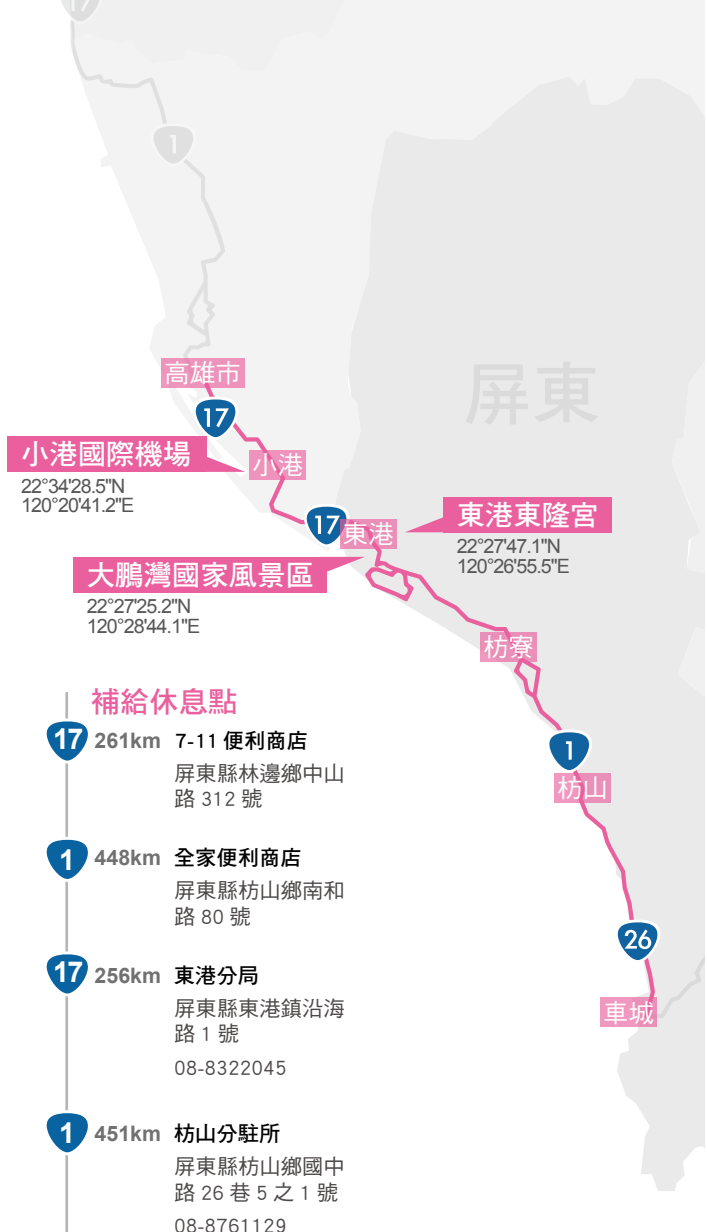 17
1
高雄市
屏東
17
小港國際機場
小港
22°34'28.5"N
120°20'41.2"E
17
東港
東港東隆宮
22°27'47.1"N
120°26'55.5"E
大鵬灣國家風景區
22°27'25.2"N
120°28'44.1"E
枋寮
1
枋山
26
車城
補給休息點
17 261km 7-11 便利商店
屏東縣林邊鄉中山
路 312 號
1 448km 全家便利商店
屏東縣枋山鄉南和
路 80 號
17 256km 東港分局
屏東縣東港鎮沿海
路 1 號
08-8322045
1 451km 枋山分駐所
屏東縣枋山鄉國中
路 26 巷 5 之 1 號
08-8761129